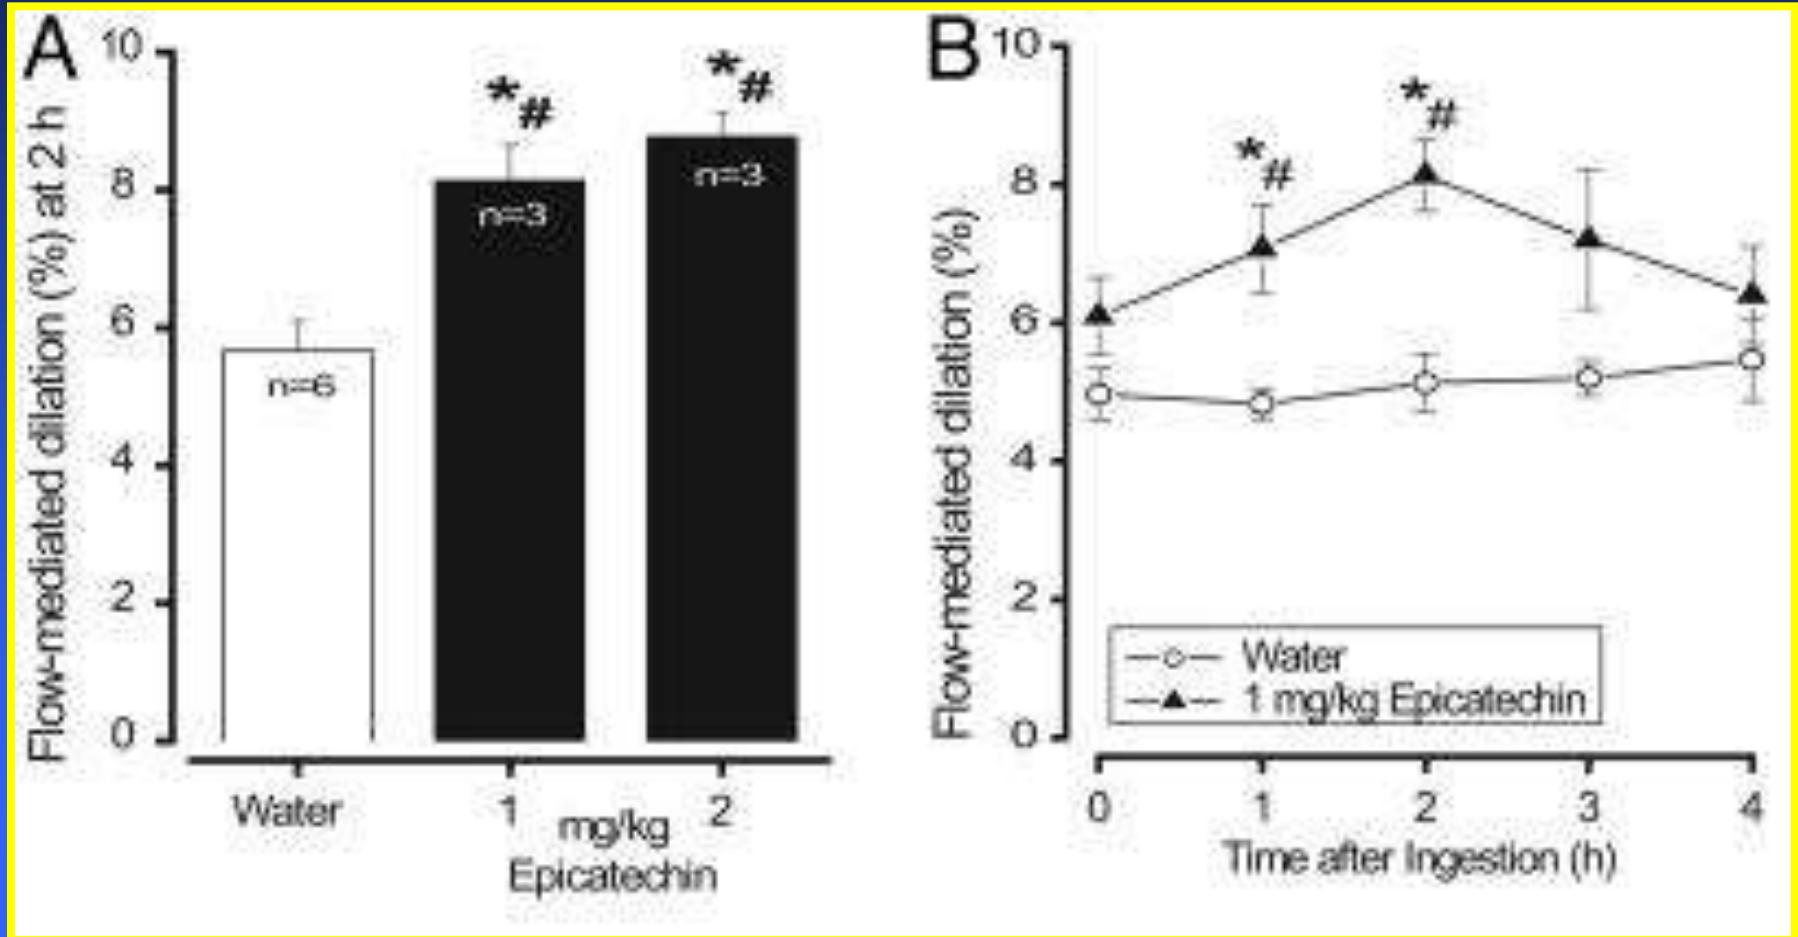 A
Flow-mediated dilation (%) at 2 h
10
8
6
4
2
0
*#
*#
n=6
n=3
n=3
Water
1
mg/kg
2
Epicatechin
B
Flow-mediated dilation (%)
10
8
6
4
2
0
*#
*#
Water
1 mg/kg Epicatechin
0 1 2 3 4
Time after Ingestion (h)